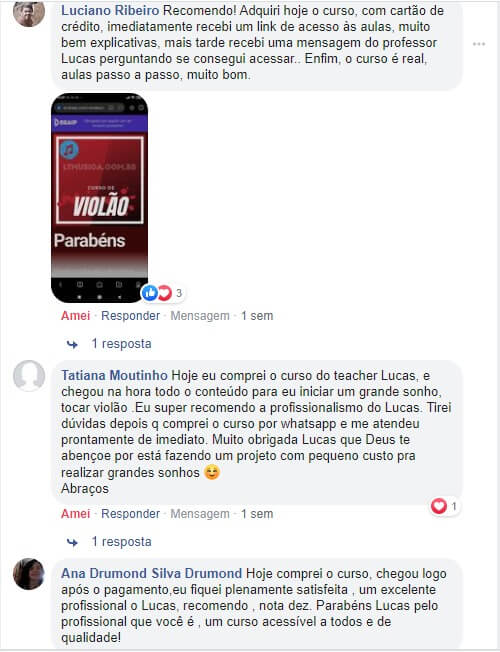 Luciano Ribeiro Recomendo! Adquiri hoje o curso, com cartão de
crédito, imediatamente recebi um link de acesso às aulas, muito
bem explicativas, mais tarde recebi uma mensagem do professor
Lucas perguntando se consegui acessar.. Enfim, o curso é real,
aulas passo a passo, muito bom.
BRAIP
LTMUSICA.COM.BR
CURSO DE
VIOLÃO
Parabéns
3
Amei · Responder · Mensagem · 1 sem
1 resposta
Tatiana Moutinho Hoje eu comprei o curso do teacher Lucas, e
chegou na hora todo o conteúdo para eu iniciar um grande sonho,
tocar violão .Eu super recomendo a profissionalismo do Lucas. Tirei
dúvidas depois q comprei o curso por whatsapp e me atendeu
prontamente de imediato. Muito obrigada Lucas que Deus te
abençoe por está fazendo um projeto com pequeno custo pra
realizar grandes sonhos 😊
Abraços
1
Amei · Responder · Mensagem · 1 sem
1 resposta
Ana Drumond Silva Drumond Hoje comprei o curso, chegou logo
após o pagamento,eu fiquei plenamente satisfeita , um excelente
profissional o Lucas, recomendo , nota dez. Parabéns Lucas pelo
profissional que você é , um curso acessível a todos e de
qualidade!